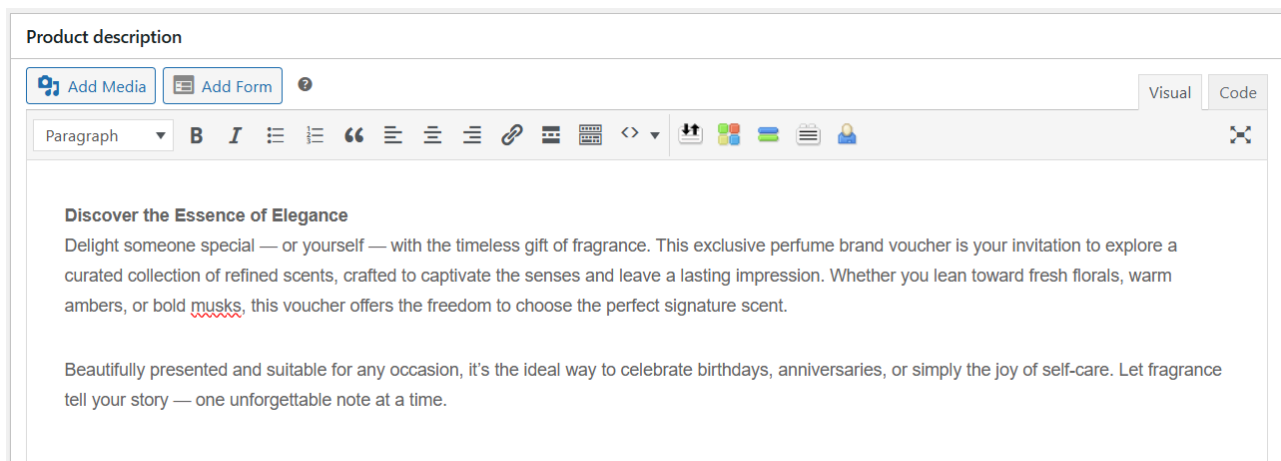 Product description
Add Media Add Form
Visual Code
Paragraph B I
Discover the Essence of Elegance
Delight someone special — or yourself — with the timeless gift of fragrance. This exclusive perfume brand voucher is your invitation to explore a
curated collection of refined scents, crafted to captivate the senses and leave a lasting impression. Whether you lean toward fresh florals, warm
ambers, or bold musks, this voucher offers the freedom to choose the perfect signature scent.
Beautifully presented and suitable for any occasion, it’s the ideal way to celebrate birthdays, anniversaries, or simply the joy of self-care. Let fragrance
tell your story — one unforgettable note at a time.